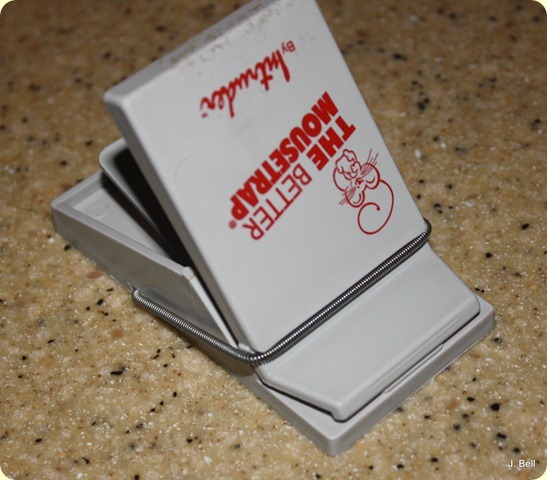 THE BETTER
MOUSETRAP®
By Intruder
J. Bell